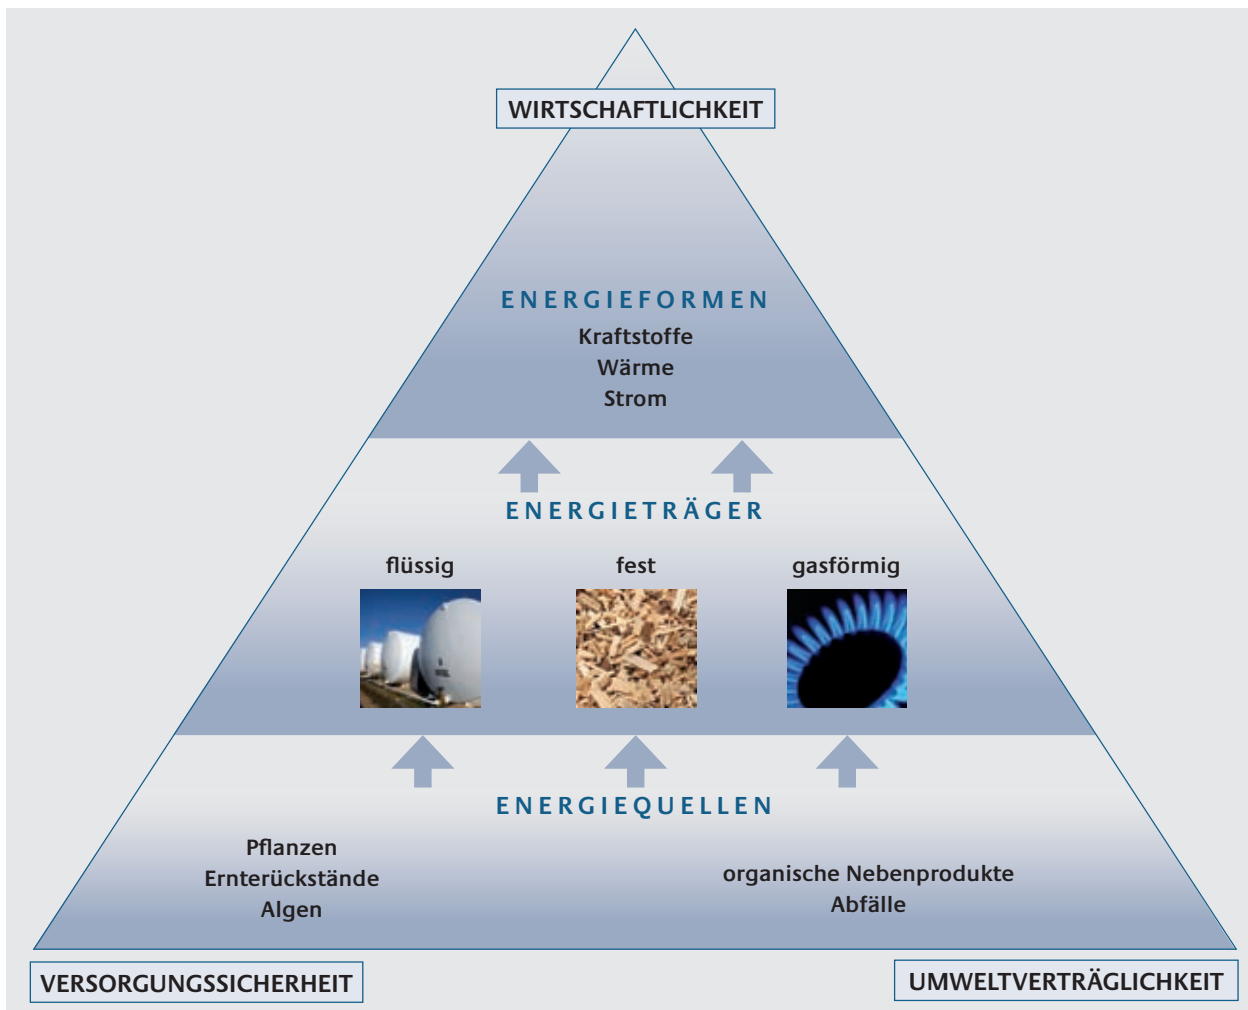 WIRTSCHAFTLICHKEIT
ENERGIEFORMEN
Kraftstoffe
Wärme
Strom
ENERGIETRÄGER
flüssig
fest
gasförmig
ENERGIEQUELLEN
Pflanzen
Ernterückstände
Algen
organische Nebenprodukte
Abfälle
VERSORGUNGSSICHERHEIT
UMWELTVERTRÄGLICHKEIT